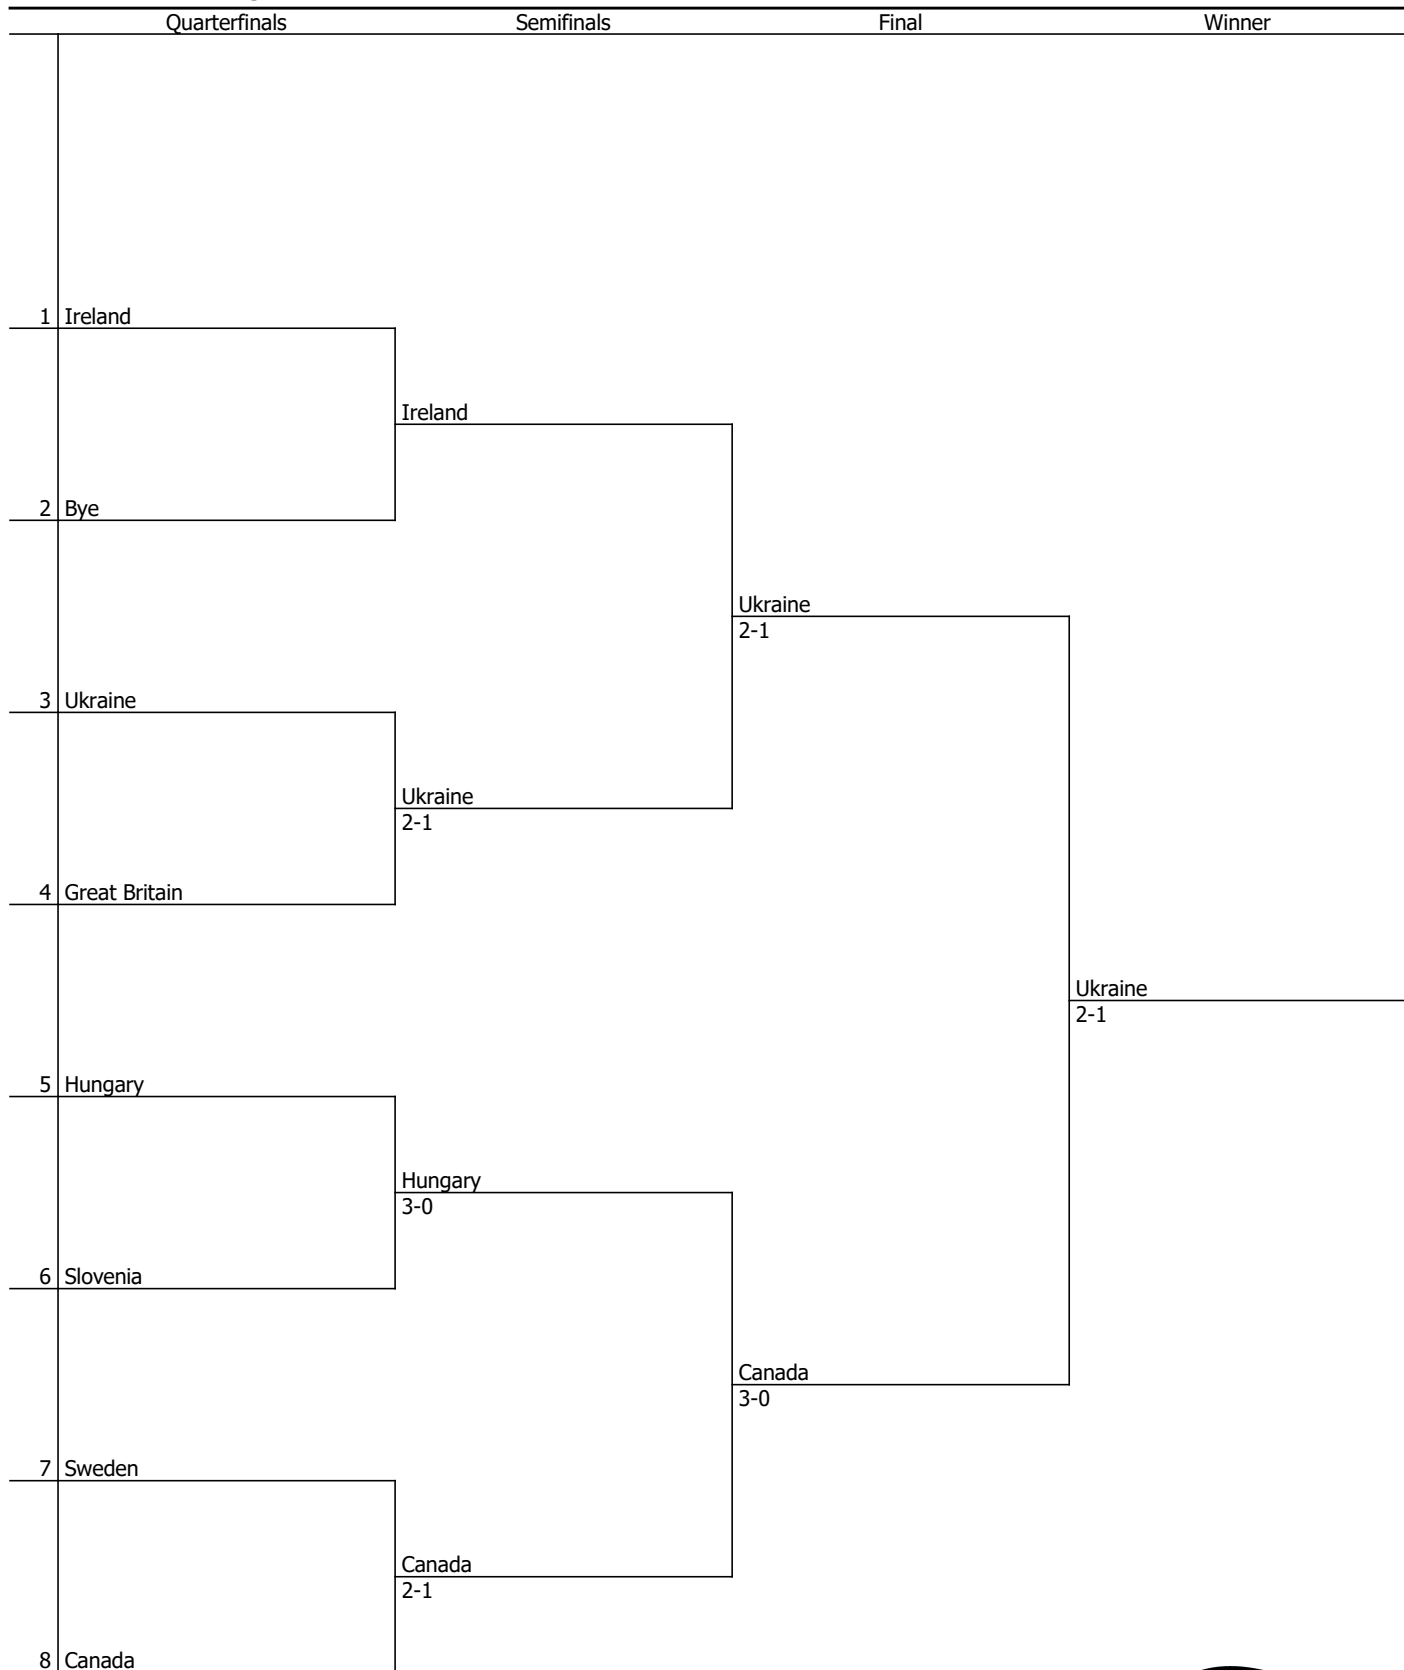 Quarterfinals Semifinals Final Winner
1 Ireland
Ireland
2 Bye
Ukraine
2-1
3 Ukraine
Ukraine
2-1
4 Great Britain
Ukraine
2-1
5 Hungary
Hungary
3-0
6 Slovenia
Canada
3-0
7 Sweden
Canada
2-1
8 Canada